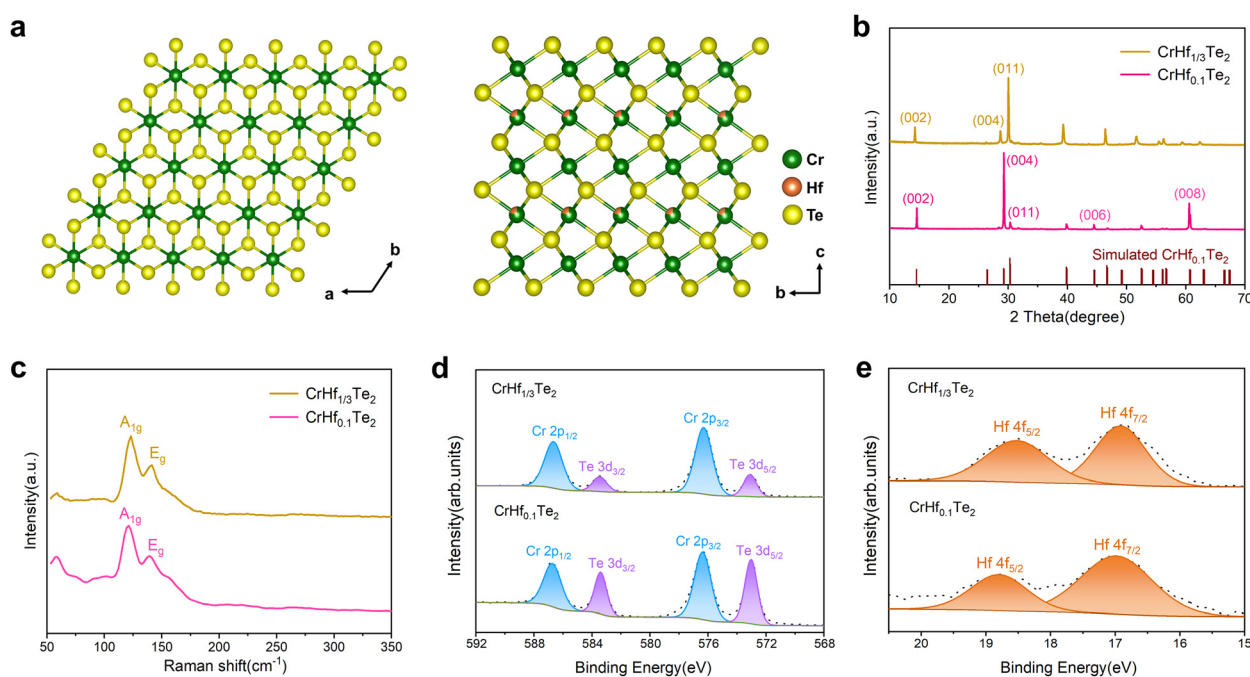 a
a
b
Cr
Hf
Te
c
b
b
CrHf1/3Te2
CrHf0.1Te2
(002)
(004)
(011)
(002)
(004)
(011)
(006)
(008)
Simulated CrHf0.1Te2
Intensity(a.u.)
10 20 30 40 50 60 70
2 Theta(degree)
c
CrHf1/3Te2
CrHf0.1Te2
A1g
Eg
A1g
Eg
Intensity(a.u.)
50 100 150 200 250 300 350
Raman shift(cm-1)
d
CrHf1/3Te2
Cr 2p1/2
Te 3d3/2
Cr 2p3/2
Te 3d5/2
CrHf0.1Te2
Cr 2p1/2
Te 3d3/2
Cr 2p3/2
Te 3d5/2
Intensity(arb.units)
592 588 584 580 576 572 568
Binding Energy(eV)
e
CrHf1/3Te2
Hf 4f5/2
Hf 4f7/2
CrHf0.1Te2
Hf 4f5/2
Hf 4f7/2
Intensity(arb.units)
20 19 18 17 16 15
Binding Energy(eV)